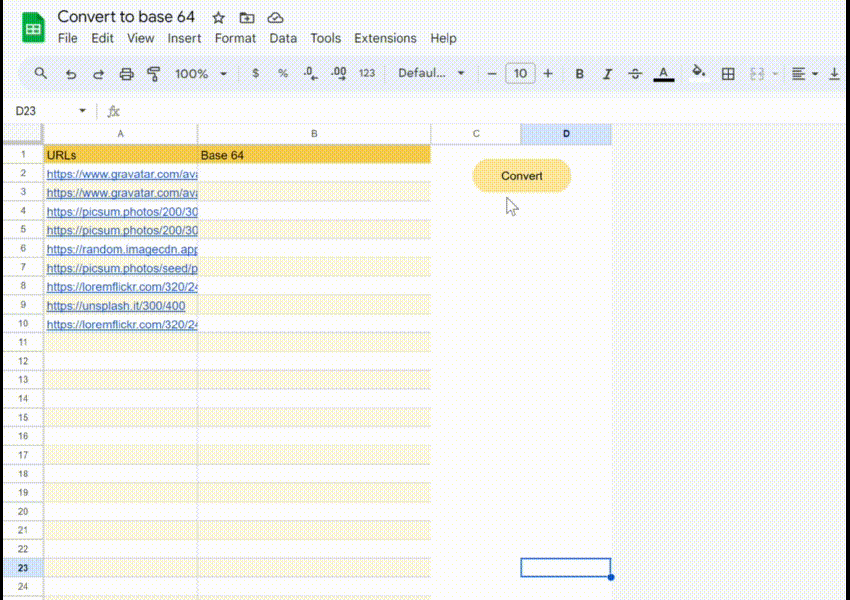 Convert to base 64
File Edit View Insert Format Data Tools Extensions Help
100% $ % .0 .00 123 Defaul... − 10 + B I A
D23 fx
A B C D
1 URLs Base 64
2 https://www.gravatar.com/ava
Convert
3 https://www.gravatar.com/ava
4 https://picsum.photos/200/30
5 https://picsum.photos/200/30
6 https://random.imagecdn.app
7 https://picsum.photos/seed/p
8 https://loremflickr.com/320/24
9 https://unsplash.it/300/400
10 https://loremflickr.com/320/24
11
12
13
14
15
16
17
18
19
20
21
22
23
24